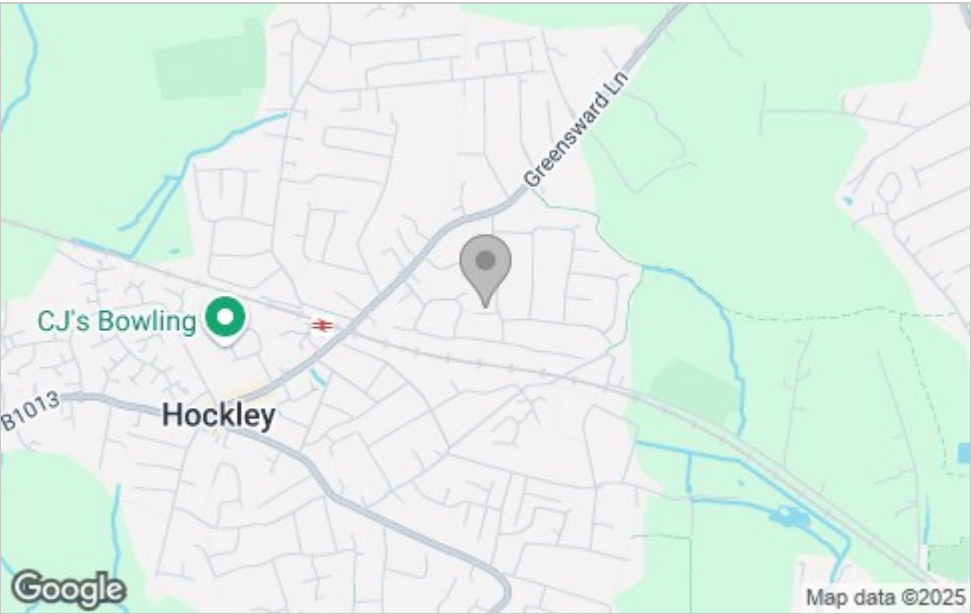 Greensward Ln
CJ's Bowling
B1013
Hockley
Google
Map data ©2025